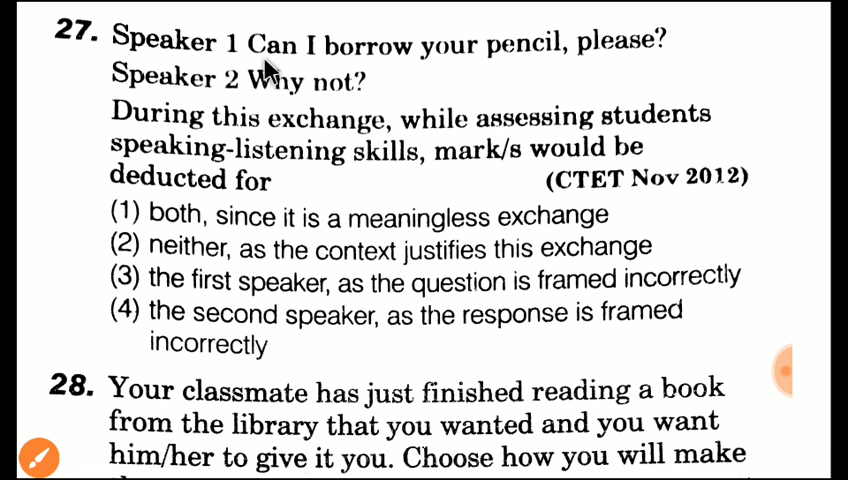 27. Speaker 1 Can I borrow your pencil, please?
Speaker 2 Why not?
During this exchange, while assessing students
speaking-listening skills, mark/s would be
deducted for (CTET Nov 2012)
(1) both, since it is a meaningless exchange
(2) neither, as the context justifies this exchange
(3) the first speaker, as the question is framed incorrectly
(4) the second speaker, as the response is framed
incorrectly
28. Your classmate has just finished reading a book
from the library that you wanted and you want
him/her to give it you. Choose how you will make